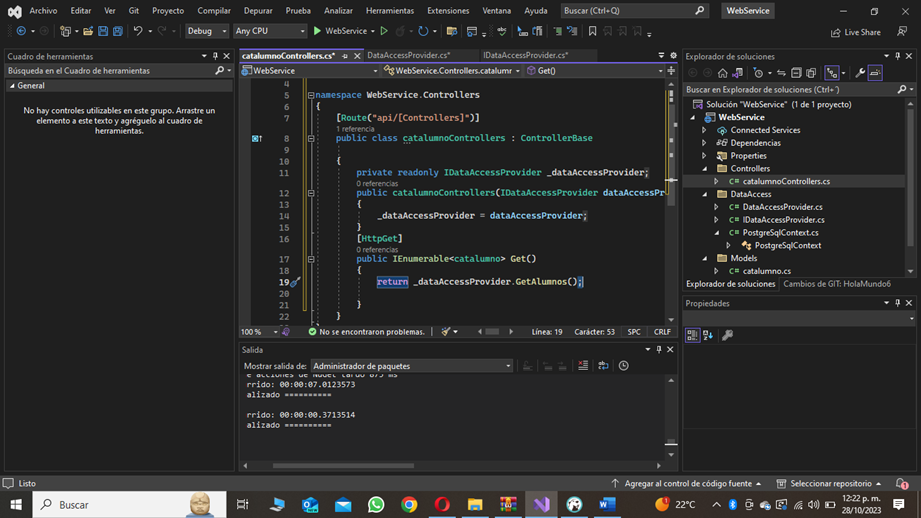 Archivo Editar Ver Git Proyecto Compilar Depurar Prueba Analizar
Herramientas Extensiones Ventana Ayuda Buscar (Ctrl+Q) WebService
Debug Any CPU WebService Live Share
Cuadro de herramientas
Búsqueda en el Cuadro de herramientas
General
No hay controles utilizables en este grupo. Arrastre
un elemento a este texto y agréguelo al cuadro de
herramientas.
catalumnoControllers.cs* DataAccessProvider.cs* IDataAccessProvider.cs*
WebService WebService.Controllers.catalumr Get()
4
5 namespace WebService.Controllers
6 {
7 [Route("api/[Controllers]")]
1 referencia
8 public class catalumnoControllers : ControllerBase
9
10 {
11 private readonly IDataAccessProvider _dataAccessProvider;
0 referencias
12 public catalumnoControllers(IDataAccessProvider dataAccessPr
13 {
14 _dataAccessProvider = dataAccessProvider;
15 }
16 [HttpGet]
0 referencias
17 public IEnumerable<catalumno> Get()
18 {
19 return _dataAccessProvider.GetAlumnos();
20
21 }
22 }
100 % No se encontraron problemas. Línea: 19 Carácter: 53 SPC CRLF
Salida
Mostrar salida de: Administrador de paquetes
e acciones de NuGet tardó 875 ms
rrido: 00:00:07.0123573
alizado ==========
rrido: 00:00:00.3713514
alizado ==========
Explorador de soluciones
Buscar en Explorador de soluciones (Ctrl+´)
Solución "WebService" (1 de 1 proyecto)
WebService
Connected Services
Dependencias
Properties
Controllers
catalumnoControllers.cs
DataAccess
DataAccessProvider.cs
IDataAccessProvider.cs
PostgreSqlContext.cs
PostgreSqlContext
Models
catalumno.cs
Explorador de soluciones Cambios de GIT: HolaMundo6
Propiedades
Listo Agregar al control de código fuente Seleccionar repositorio
Buscar 22°C 12:22 p. m.
28/10/2023